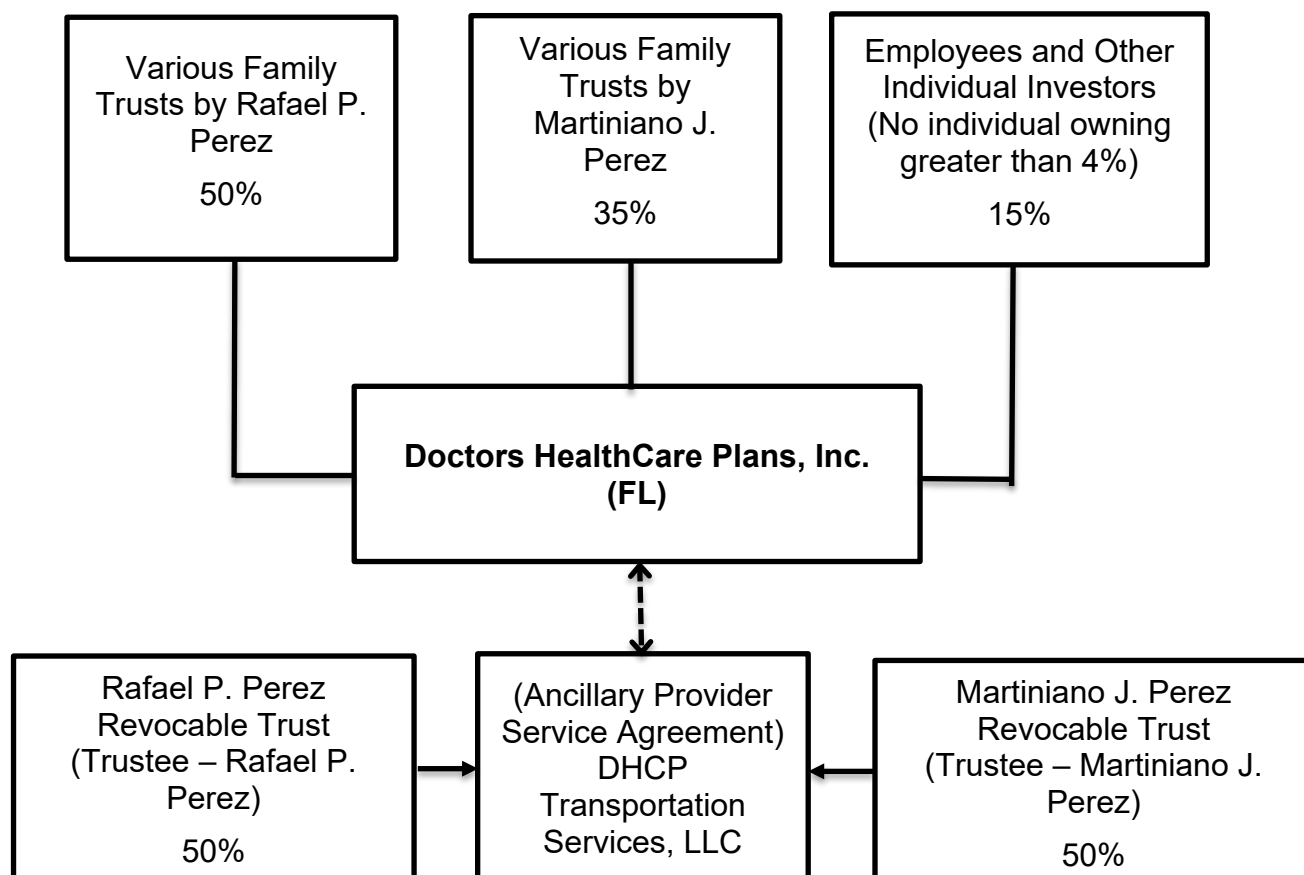 Various Family
Trusts by Rafael P.
Perez
50%
Various Family
Trusts by
Martiniano J.
Perez
35%
Employees and Other
Individual Investors
(No individual owning
greater than 4%)
15%
Doctors HealthCare Plans, Inc.
(FL)
Rafael P. Perez
Revocable Trust
(Trustee – Rafael P.
Perez)
50%
(Ancillary Provider
Service Agreement)
DHCP
Transportation
Services, LLC
Martiniano J. Perez
Revocable Trust
(Trustee – Martiniano J.
Perez)
50%